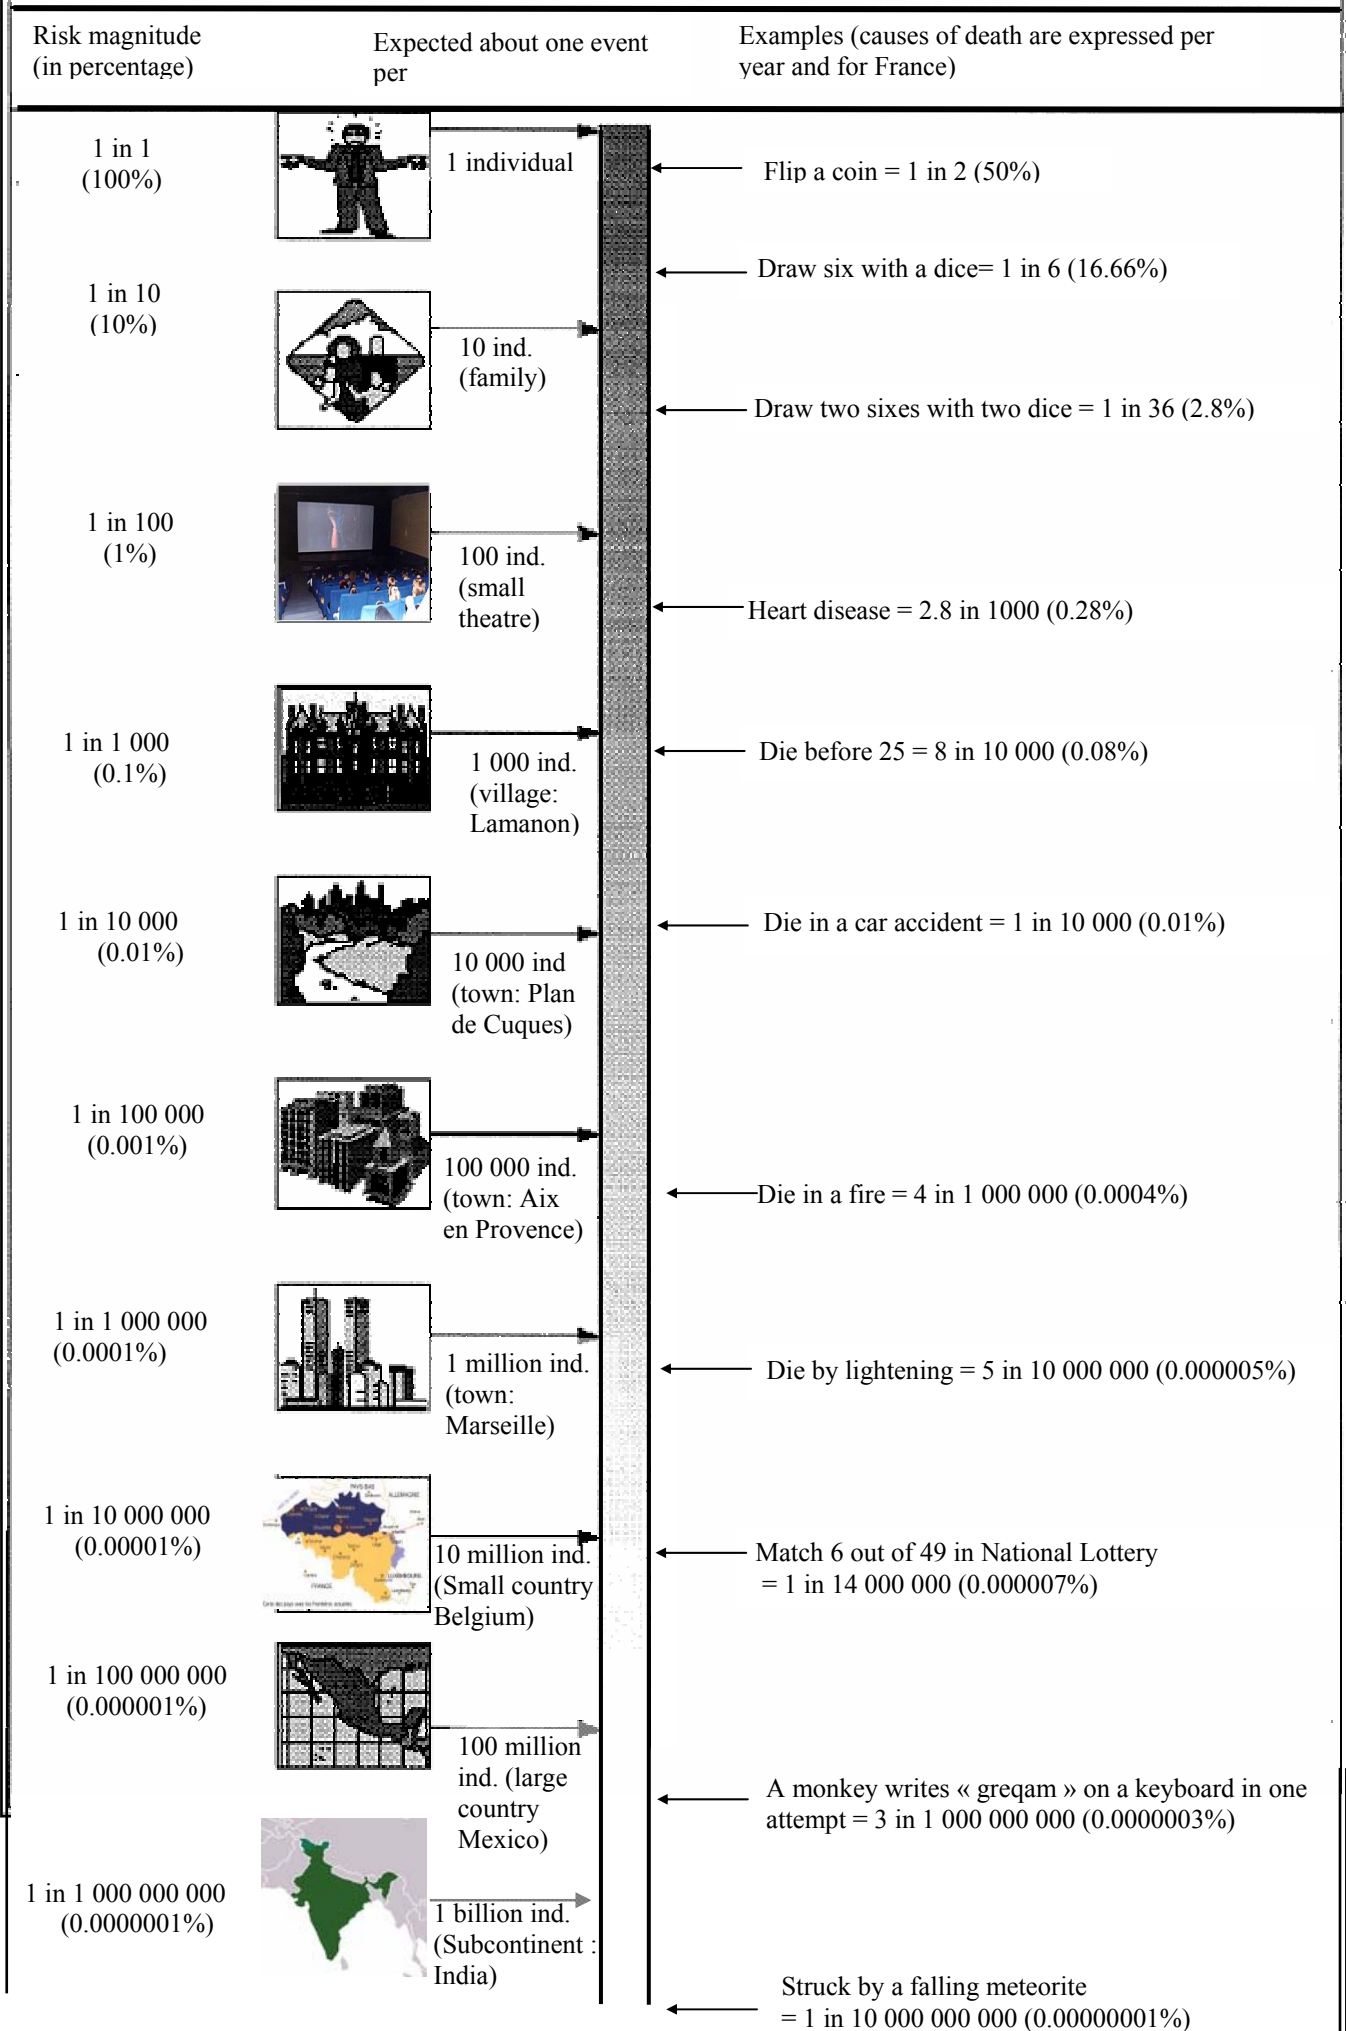 Risk magnitude
(in percentage)
Expected about one event
per
Examples (causes of death are expressed per
year and for France)
1 in 1
(100%)
1 individual
Flip a coin = 1 in 2 (50%)
Draw six with a dice= 1 in 6 (16.66%)
1 in 10
(10%)
10 ind.
(family)
Draw two sixes with two dice = 1 in 36 (2.8%)
1 in 100
(1%)
100 ind.
(small
theatre)
Heart disease = 2.8 in 1000 (0.28%)
1 in 1 000
(0.1%)
1 000 ind.
(village:
Lamanon)
Die before 25 = 8 in 10 000 (0.08%)
1 in 10 000
(0.01%)
10 000 ind
(town: Plan
de Cuques)
Die in a car accident = 1 in 10 000 (0.01%)
1 in 100 000
(0.001%)
100 000 ind.
(town: Aix
en Provence)
Die in a fire = 4 in 1 000 000 (0.0004%)
1 in 1 000 000
(0.0001%)
1 million ind.
(town:
Marseille)
Die by lightening = 5 in 10 000 000 (0.000005%)
1 in 10 000 000
(0.00001%)
PAYS-BAS
ALLEMAGNE
FRANCE
LUXEMBOURG
10 million ind.
(Small country
Belgium)
Match 6 out of 49 in National Lottery
= 1 in 14 000 000 (0.000007%)
1 in 100 000 000
(0.000001%)
100 million
ind. (large
country
Mexico)
A monkey writes « greqam » on a keyboard in one
attempt = 3 in 1 000 000 000 (0.0000003%)
1 in 1 000 000 000
(0.0000001%)
1 billion ind.
(Subcontinent :
India)
Struck by a falling meteorite
= 1 in 10 000 000 000 (0.00000001%)